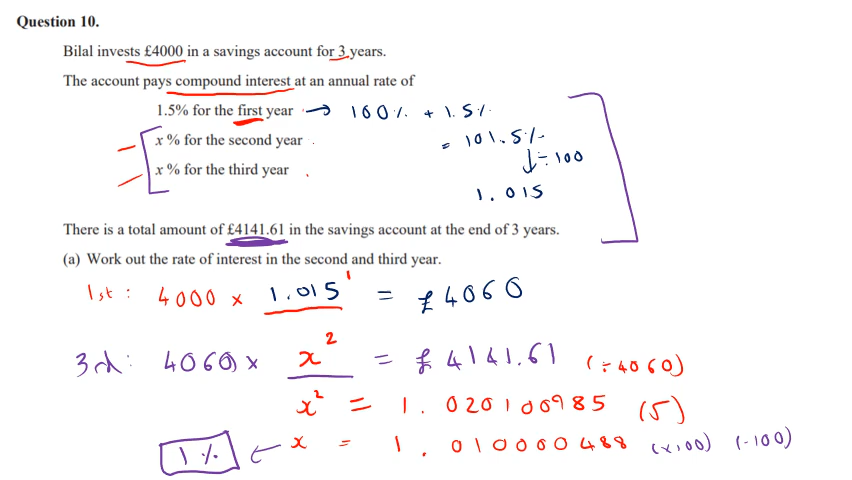 Question 10.
Bilal invests £4000 in a savings account for 3 years.
The account pays compound interest at an annual rate of
1.5% for the first year → 100% + 1.5%
x % for the second year = 101.5%
↓ ÷ 100
x % for the third year
1.015
There is a total amount of £4141.61 in the savings account at the end of 3 years.
(a) Work out the rate of interest in the second and third year.
1st: 4000 × 1.015¹ = £4060
3rd: 4060 × x² = £4141.61 (÷4060)
x² = 1.020100985 (√)
1% ← x = 1.010000488 (×100) (-100)